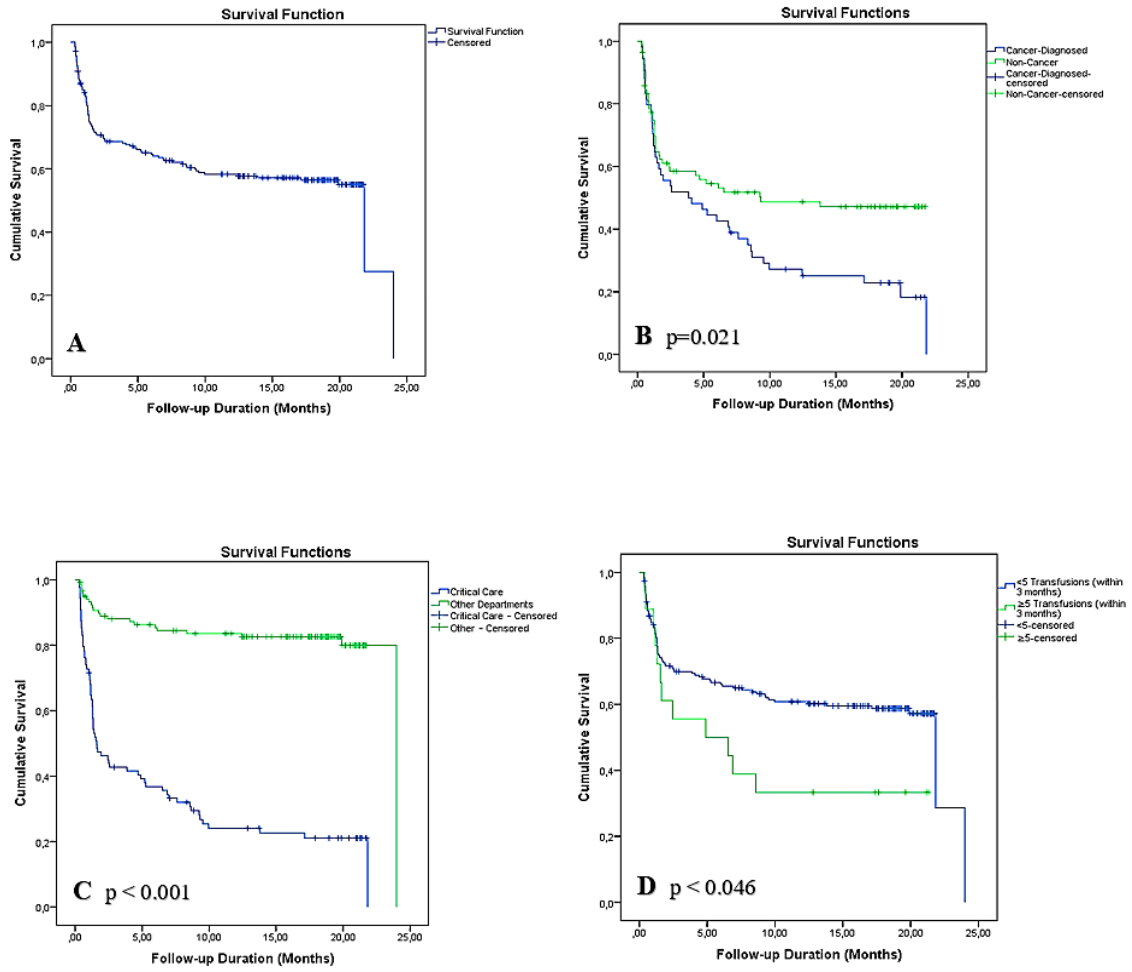 Survival Function
Survival Function
Censored
1,0
0,8
0,6
0,4
0,2
0,0
Cumulative Survival
A
,00
5,00
10,00
15,00
20,00
25,00
Follow-up Duration (Months)
Survival Functions
Cancer-Diagnosed
Non-Cancer
Cancer-Diagnosed-
censored
Non-Cancer-censored
1,0
0,8
0,6
0,4
0,2
0,0
Cumulative Survival
B p=0.021
,00
5,00
10,00
15,00
20,00
25,00
Follow-up Duration (Months)
Survival Functions
Critical Care
Other Departments
Critical Care - Censored
Other - Censored
1,0
0,8
0,6
0,4
0,2
0,0
Cumulative Survival
C p < 0.001
,00
5,00
10,00
15,00
20,00
25,00
Follow-up Duration (Months)
Survival Functions
<5 Transfusions (within
3 months)
≥5 Transfusions (within
3 months)
<5-censored
≥5-censored
1,0
0,8
0,6
0,4
0,2
0,0
Cumulative Survival
D p < 0.046
,00
5,00
10,00
15,00
20,00
25,00
Follow-up Duration (Months)